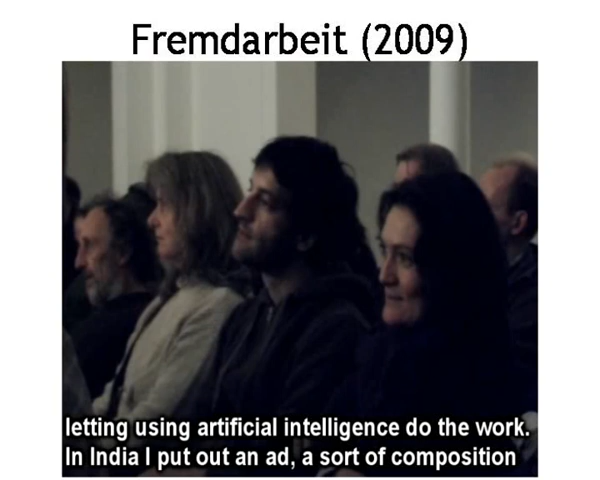 Fremdarbeit (2009)
letting using artificial intelligence do the work.
In India I put out an ad, a sort of composition